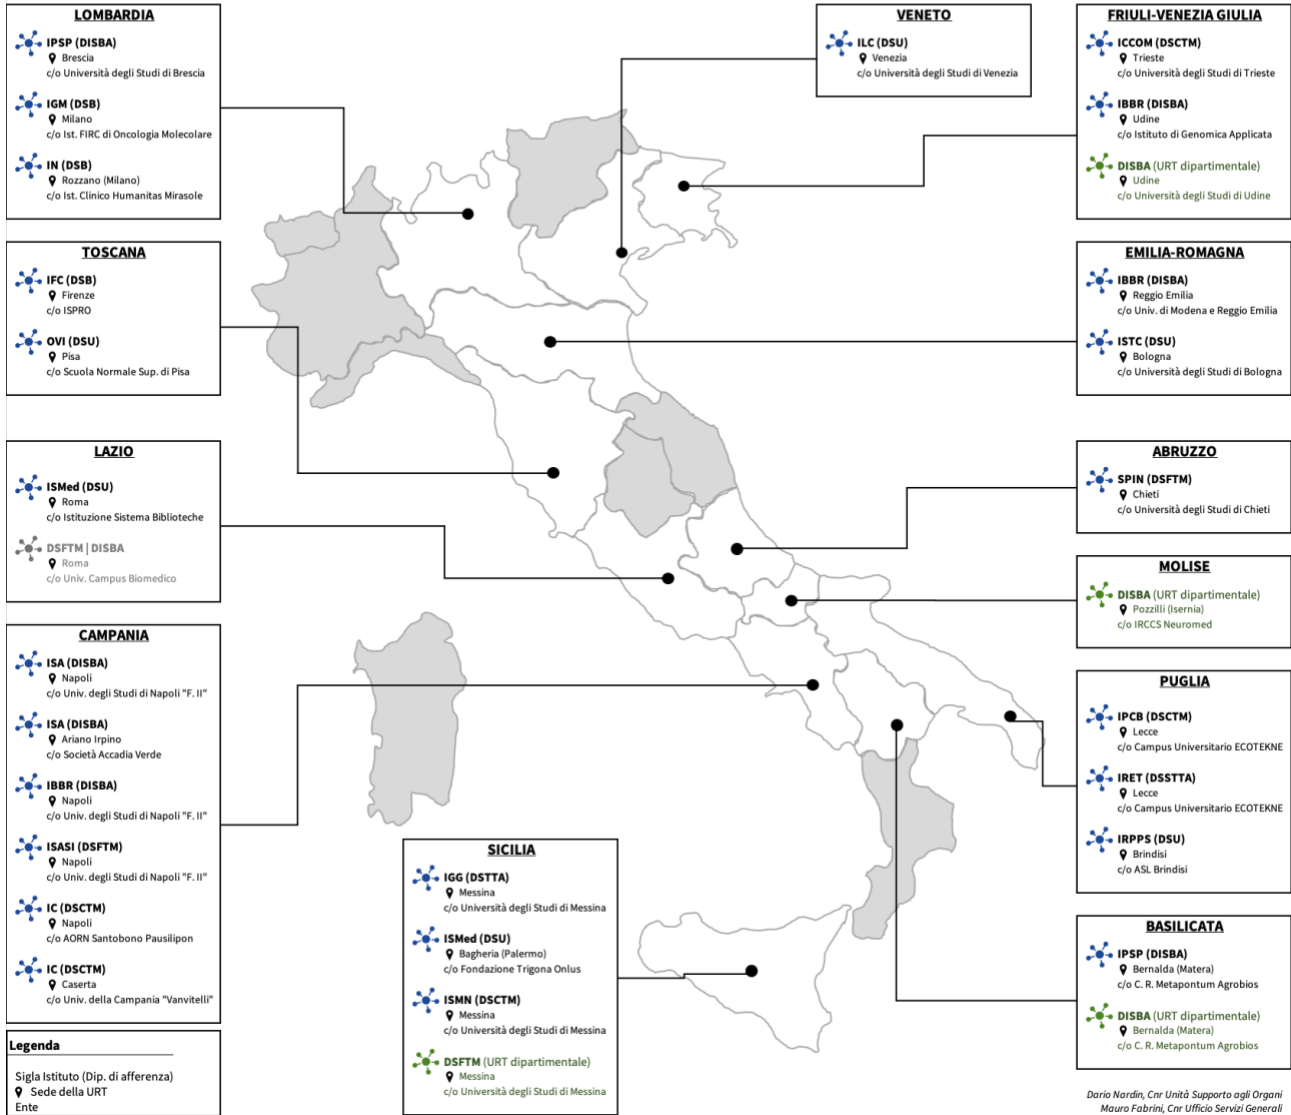 LOMBARDIA
IPSP (DISBA)
Brescia
c/o Università degli Studi di Brescia
IGM (DSB)
Milano
c/o Ist. FIRC di Oncologia Molecolare
IN (DSB)
Rozzano (Milano)
c/o Ist. Clinico Humanitas Mirasole
VENETO
ILC (DSU)
Venezia
c/o Università degli Studi di Venezia
FRIULI-VENEZIA GIULIA
ICCOM (DSCTM)
Trieste
c/o Università degli Studi di Trieste
IBBR (DISBA)
Udine
c/o Istituto di Genomica Applicata
DISBA (URT dipartimentale)
Udine
c/o Università degli Studi di Udine
TOSCANA
IFC (DSB)
Firenze
c/o ISPRO
OVI (DSU)
Pisa
c/o Scuola Normale Sup. di Pisa
EMILIA-ROMAGNA
IBBR (DISBA)
Reggio Emilia
c/o Univ. di Modena e Reggio Emilia
ISTC (DSU)
Bologna
c/o Università degli Studi di Bologna
LAZIO
ISMed (DSU)
Roma
c/o Istituzione Sistema Biblioteche
DSFTM | DISBA
Roma
c/o Univ. Campus Biomedico
ABRUZZO
SPIN (DSFTM)
Chieti
c/o Università degli Studi di Chieti
MOLISE
DISBA (URT dipartimentale)
Pozzilli (Isernia)
c/o IRCCS Neuromed
CAMPANIA
ISA (DISBA)
Napoli
c/o Univ. degli Studi di Napoli "F. II"
ISA (DISBA)
Ariano Irpino
c/o Società Accadia Verde
IBBR (DISBA)
Napoli
c/o Univ. degli Studi di Napoli "F. II"
ISASI (DSFTM)
Napoli
c/o Univ. degli Studi di Napoli "F. II"
IC (DSCTM)
Napoli
c/o AORN Santobono Pausilipon
IC (DSCTM)
Caserta
c/o Univ. della Campania "Vanvitelli"
PUGLIA
IPCB (DSCTM)
Lecce
c/o Campus Universitario ECOTEKNE
IRET (DSSTTA)
Lecce
c/o Campus Universitario ECOTEKNE
IRPPS (DSU)
Brindisi
c/o ASL Brindisi
SICILIA
IGG (DSTTA)
Messina
c/o Università degli Studi di Messina
ISMed (DSU)
Bagheria (Palermo)
c/o Fondazione Trigona Onlus
ISMN (DSCTM)
Messina
c/o Università degli Studi di Messina
DSFTM (URT dipartimentale)
Messina
c/o Università degli Studi di Messina
BASILICATA
IPSP (DISBA)
Bernalda (Matera)
c/o C. R. Metapontum Agrobios
DISBA (URT dipartimentale)
Bernalda (Matera)
c/o C. R. Metapontum Agrobios
Legenda
Sigla Istituto (Dip. di afferenza)
Sede della URT
Ente
Dario Nardin, Cnr Unità Supporto agli Organi
Mauro Fabrini, Cnr Ufficio Servizi Generali